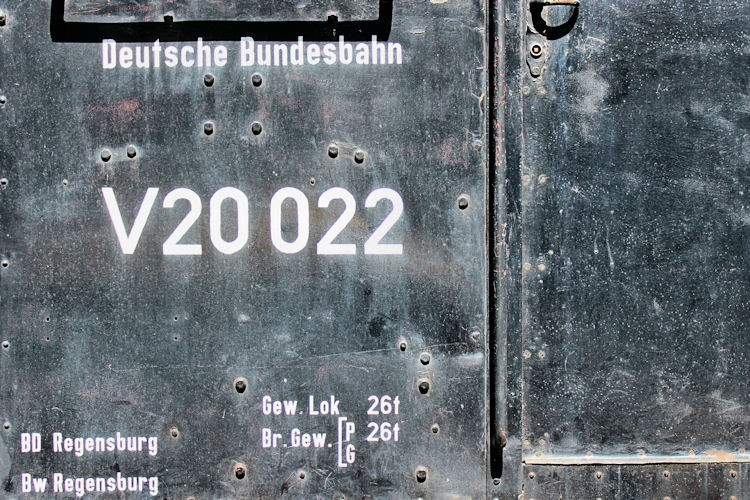 Deutsche Bundesbahn
V20 022
Gew. Lok 26t
Br. Gew. [P 26t
G
BD Regensburg
Bw Regensburg